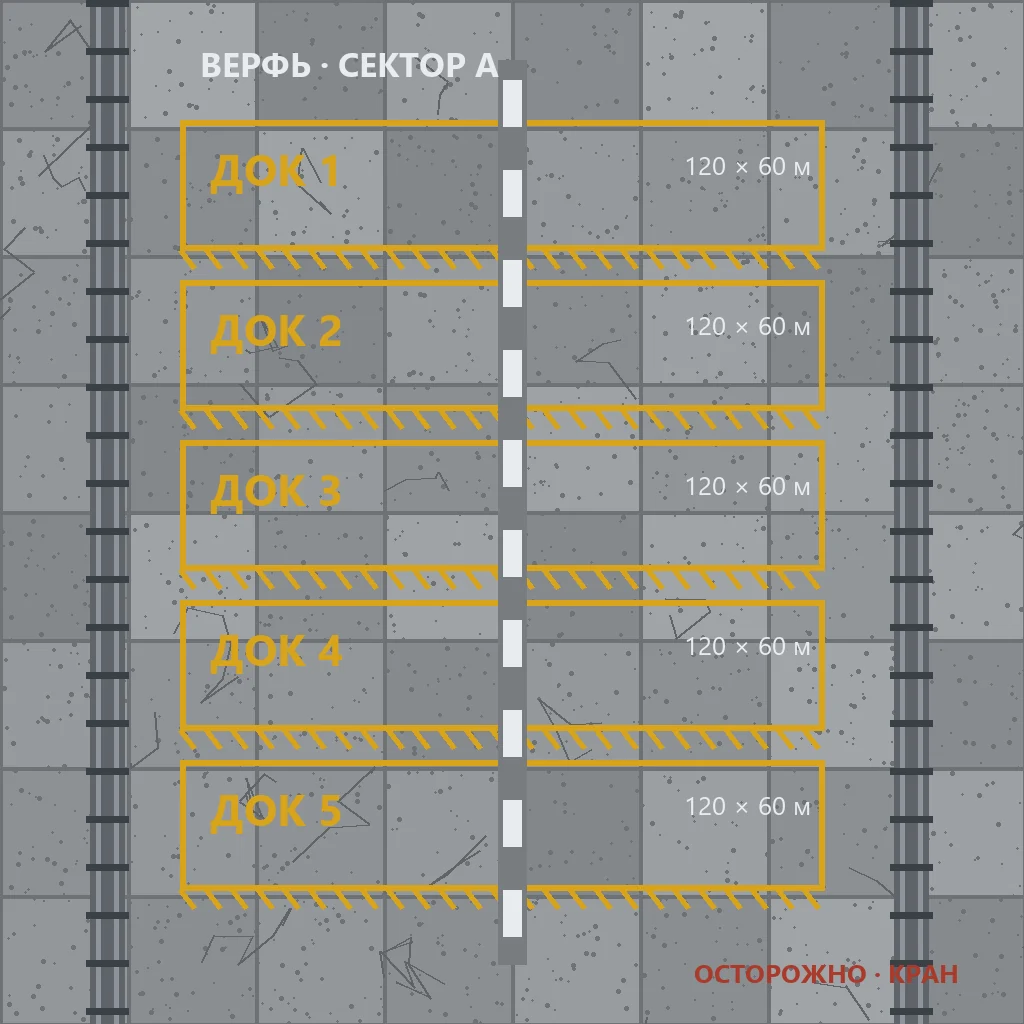 ВЕРФЬ · СЕКТОР А
ДОК 1
120 × 60 м
ДОК 2
120 × 60 м
ДОК 3
120 × 60 м
ДОК 4
120 × 60 м
ДОК 5
120 × 60 м
ОСТОРОЖНО · КРАН